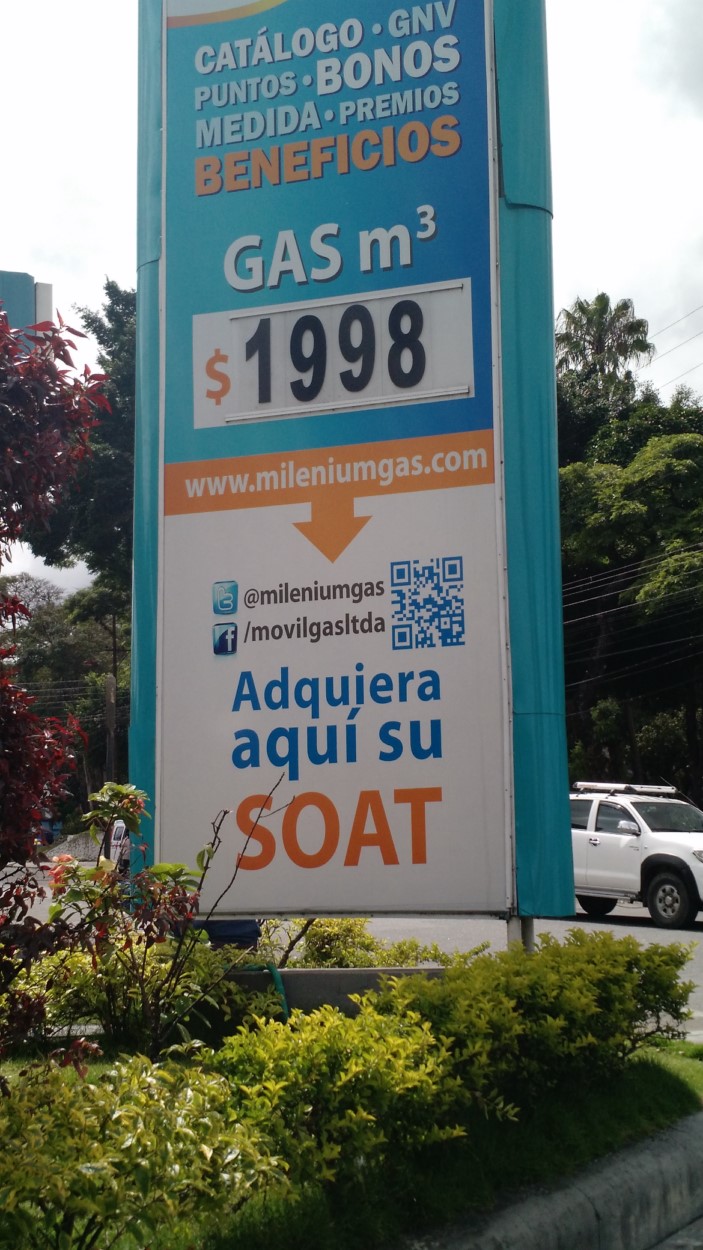 CATÁLOGO · GNV
PUNTOS · BONOS
MEDIDA · PREMIOS
BENEFICIOS
GAS m³
$ 1998
www.mileniumgas.com
@mileniumgas
/movilgasltda
Adquiera
aquí su
SOAT